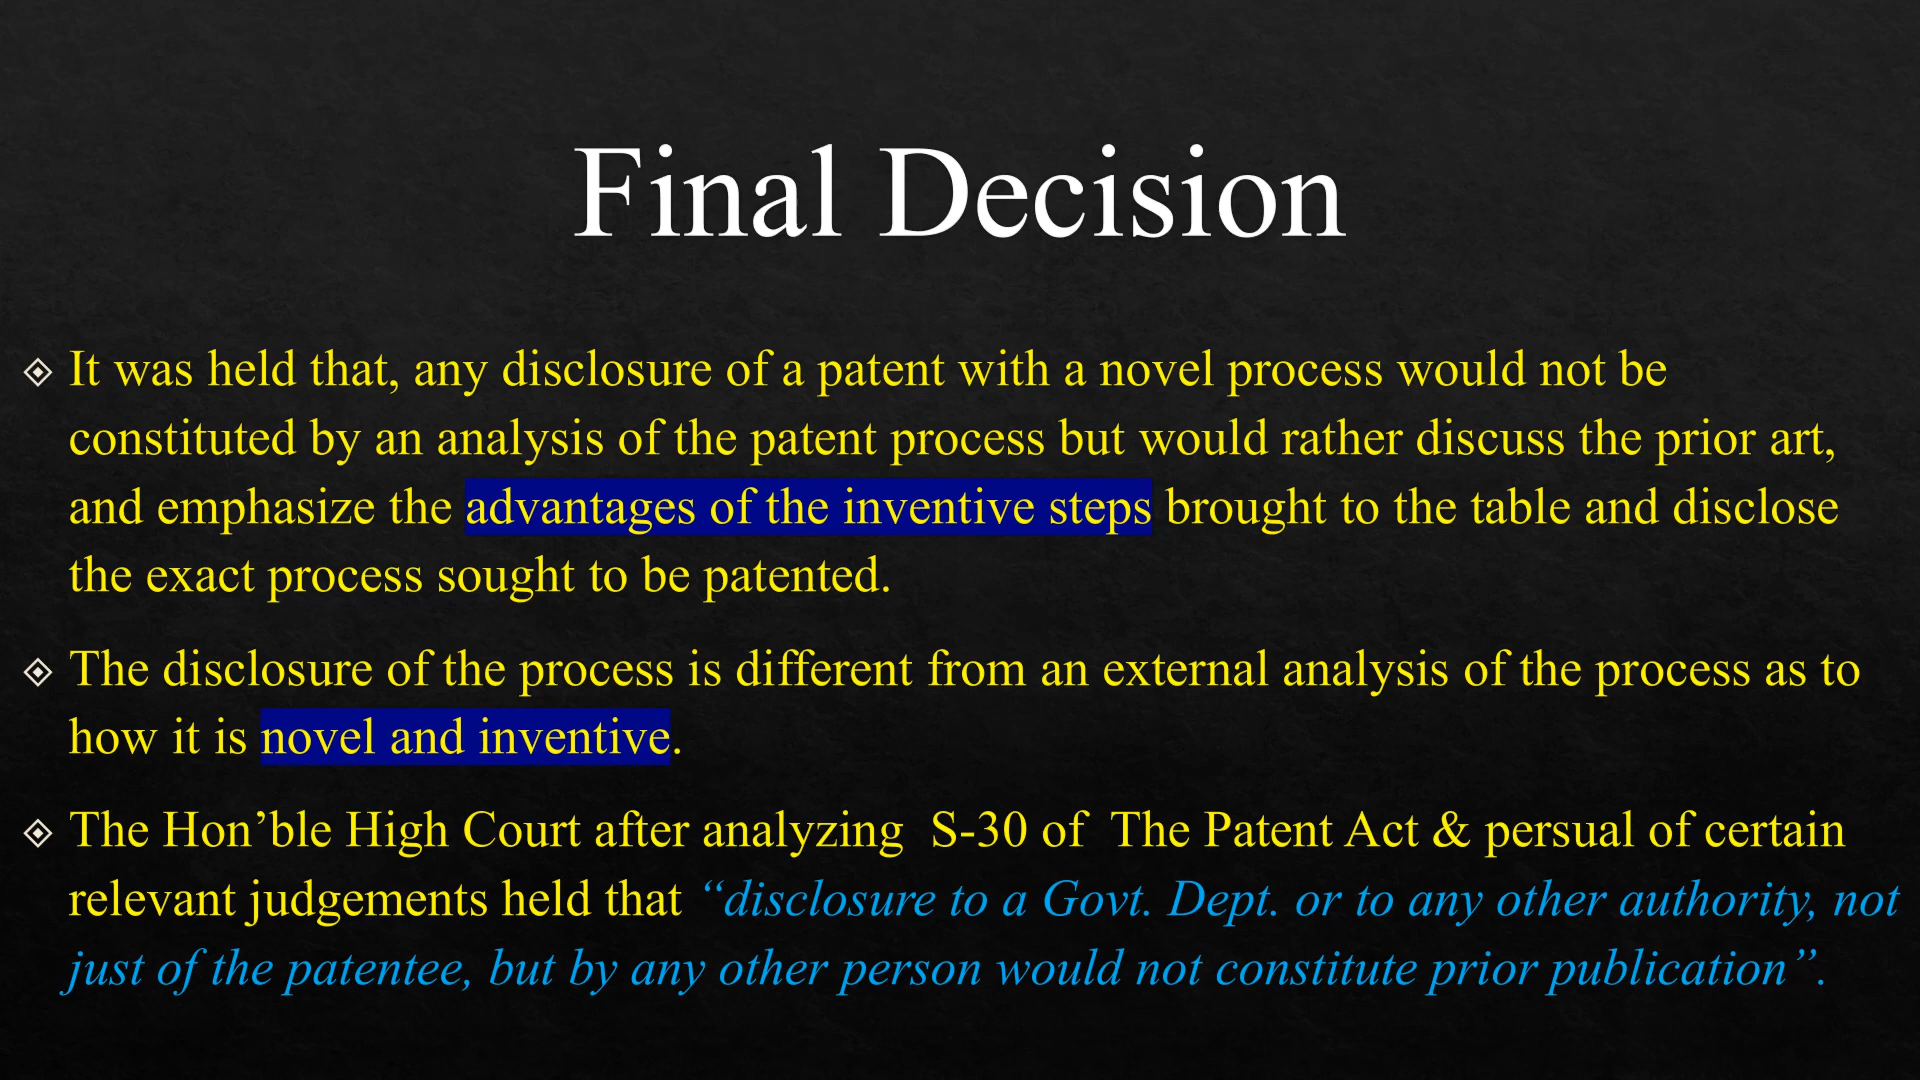 Final Decision
It was held that, any disclosure of a patent with a novel process would not be
constituted by an analysis of the patent process but would rather discuss the prior art,
and emphasize the advantages of the inventive steps brought to the table and disclose
the exact process sought to be patented.
The disclosure of the process is different from an external analysis of the process as to
how it is novel and inventive.
The Hon’ble High Court after analyzing  S-30 of  The Patent Act & persual of certain
relevant judgements held that “disclosure to a Govt. Dept. or to any other authority, not
just of the patentee, but by any other person would not constitute prior publication”.